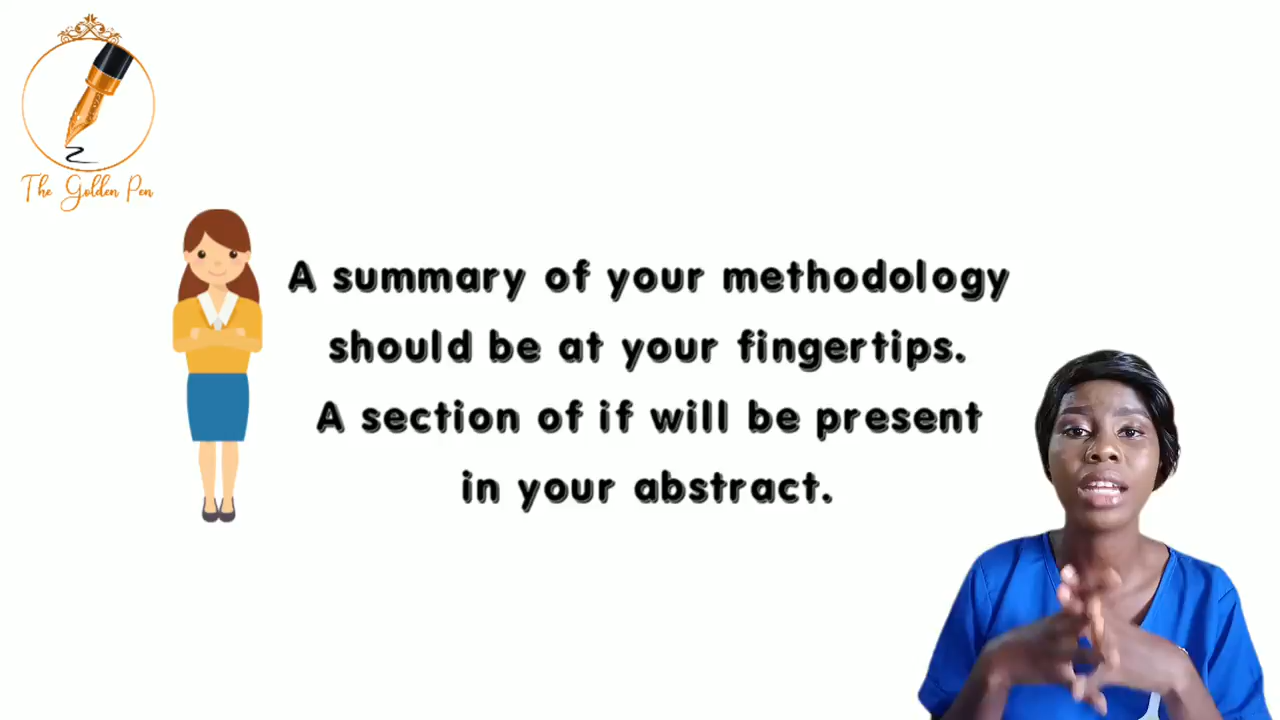 The Golden Pen
A summary of your methodology
should be at your fingertips.
A section of if will be present
in your abstract.